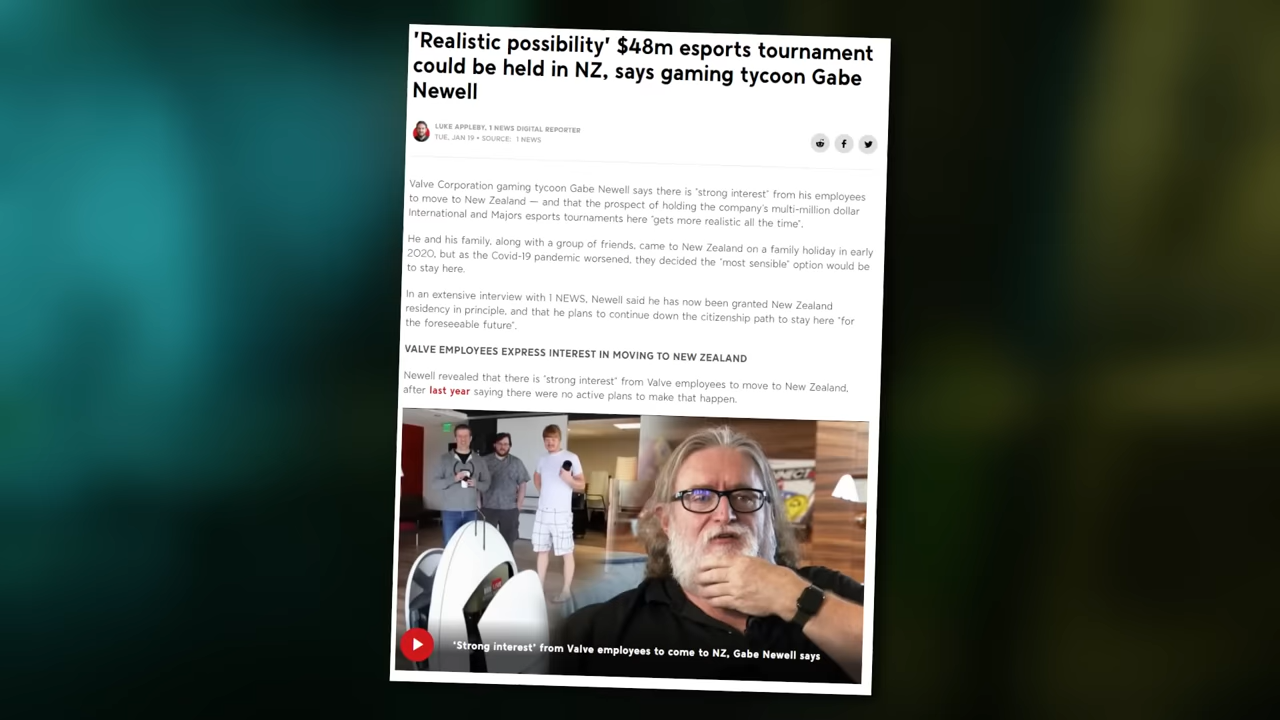 'Realistic possibility' $48m esports tournament
could be held in NZ, says gaming tycoon Gabe
Newell
LUKE APPLEBY, 1 NEWS DIGITAL REPORTER
TUE, JAN 19 • SOURCE: 1 NEWS
Valve Corporation gaming tycoon Gabe Newell says there is "strong interest" from his employees
to move to New Zealand — and that the prospect of holding the company's multi-million dollar
International and Majors esports tournaments here "gets more realistic all the time".
He and his family, along with a group of friends, came to New Zealand on a family holiday in early
2020, but as the Covid-19 pandemic worsened, they decided the "most sensible" option would be
to stay here.
In an extensive interview with 1 NEWS, Newell said he has now been granted New Zealand
residency in principle, and that he plans to continue down the citizenship path to stay here "for
the foreseeable future".
VALVE EMPLOYEES EXPRESS INTEREST IN MOVING TO NEW ZEALAND
Newell revealed that there is "strong interest" from Valve employees to move to New Zealand,
after last year saying there were no active plans to make that happen.
'Strong interest' from Valve employees to come to NZ, Gabe Newell says